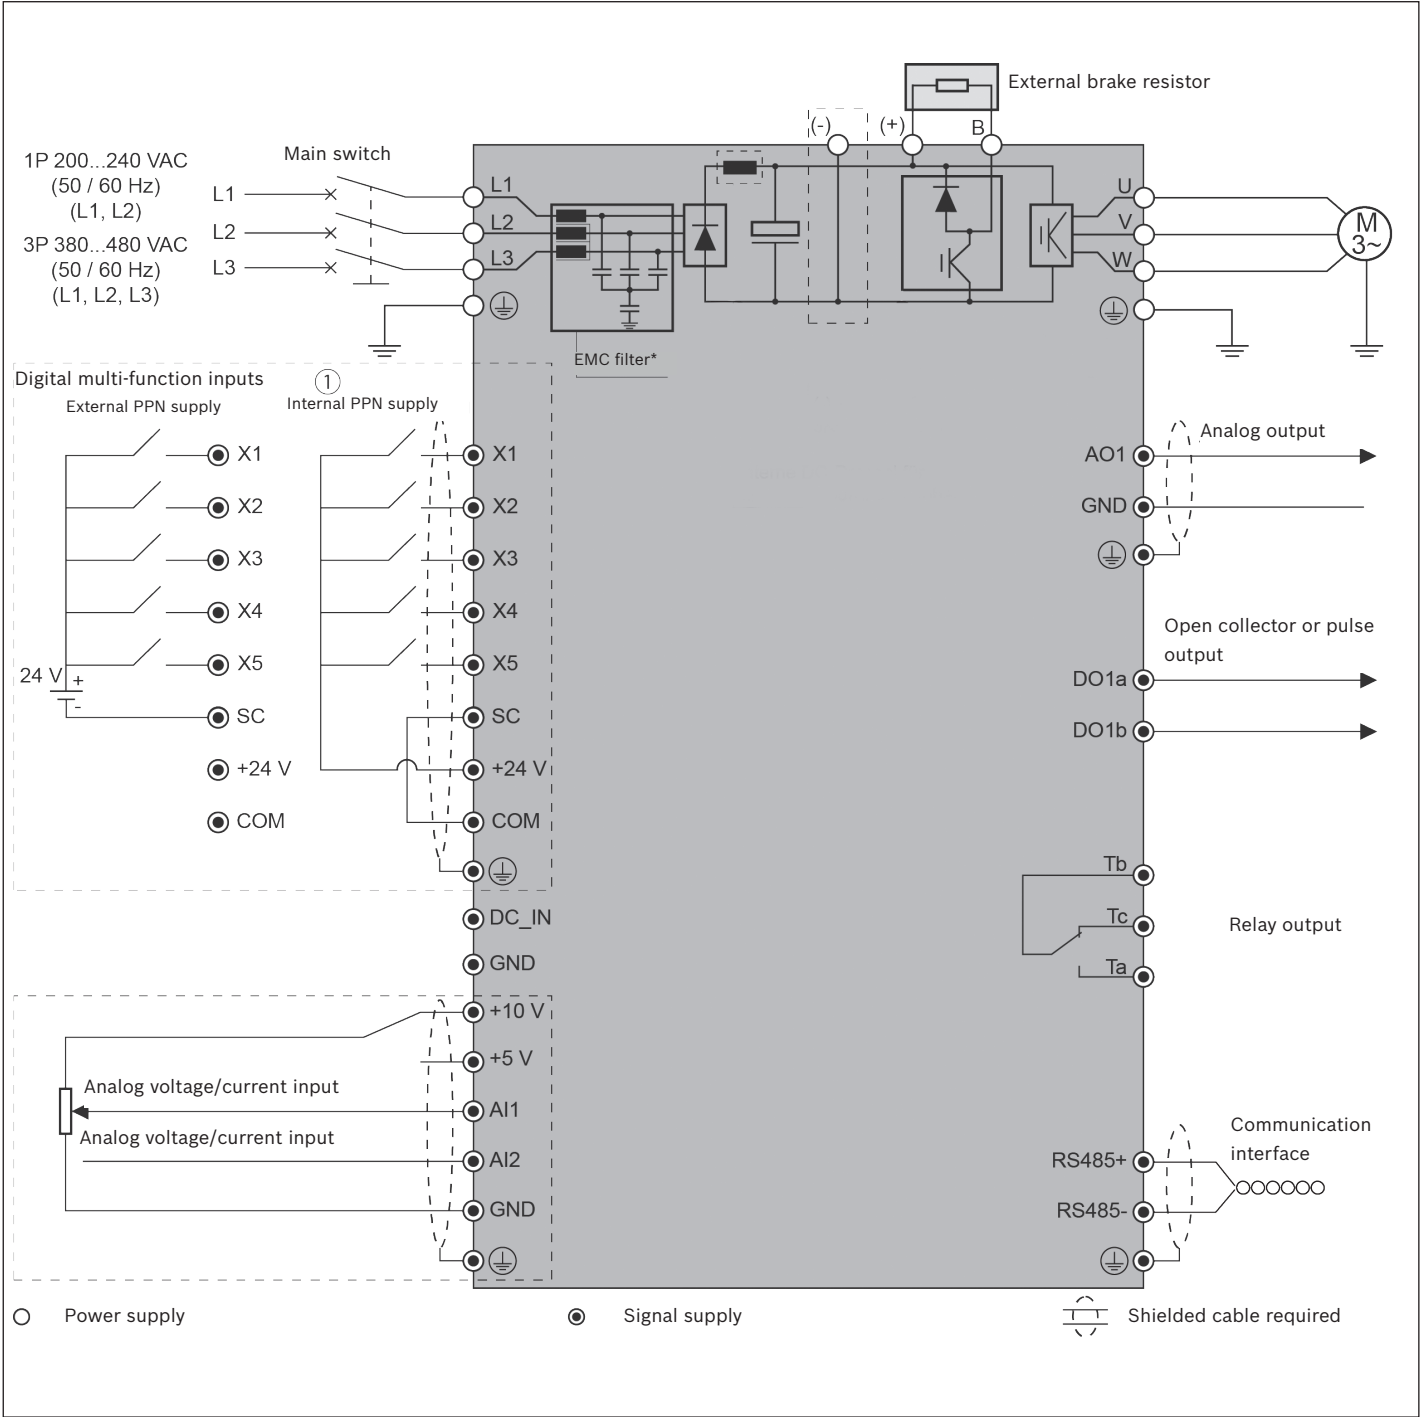 External brake resistor
(-)
(+)
B
1P 200...240 VAC
(50 / 60 Hz)
(L1, L2)
3P 380...480 VAC
(50 / 60 Hz)
(L1, L2, L3)
Main switch
L1
L2
L3
L1
L2
L3
EMC filter*
U
V
W
M
3~
Digital multi-function inputs
1
External PPN supply
Internal PPN supply
X1
X2
X3
X4
X5
24 V
+
-
SC
+24 V
COM
X1
X2
X3
X4
X5
SC
+24 V
COM
DC_IN
GND
+10 V
+5 V
Analog voltage/current input
AI1
Analog voltage/current input
AI2
GND
AO1
Analog output
GND
Open collector or pulse
output
DO1a
DO1b
Tb
Tc
Relay output
Ta
Communication
interface
RS485+
RS485-
Power supply
Signal supply
Shielded cable required